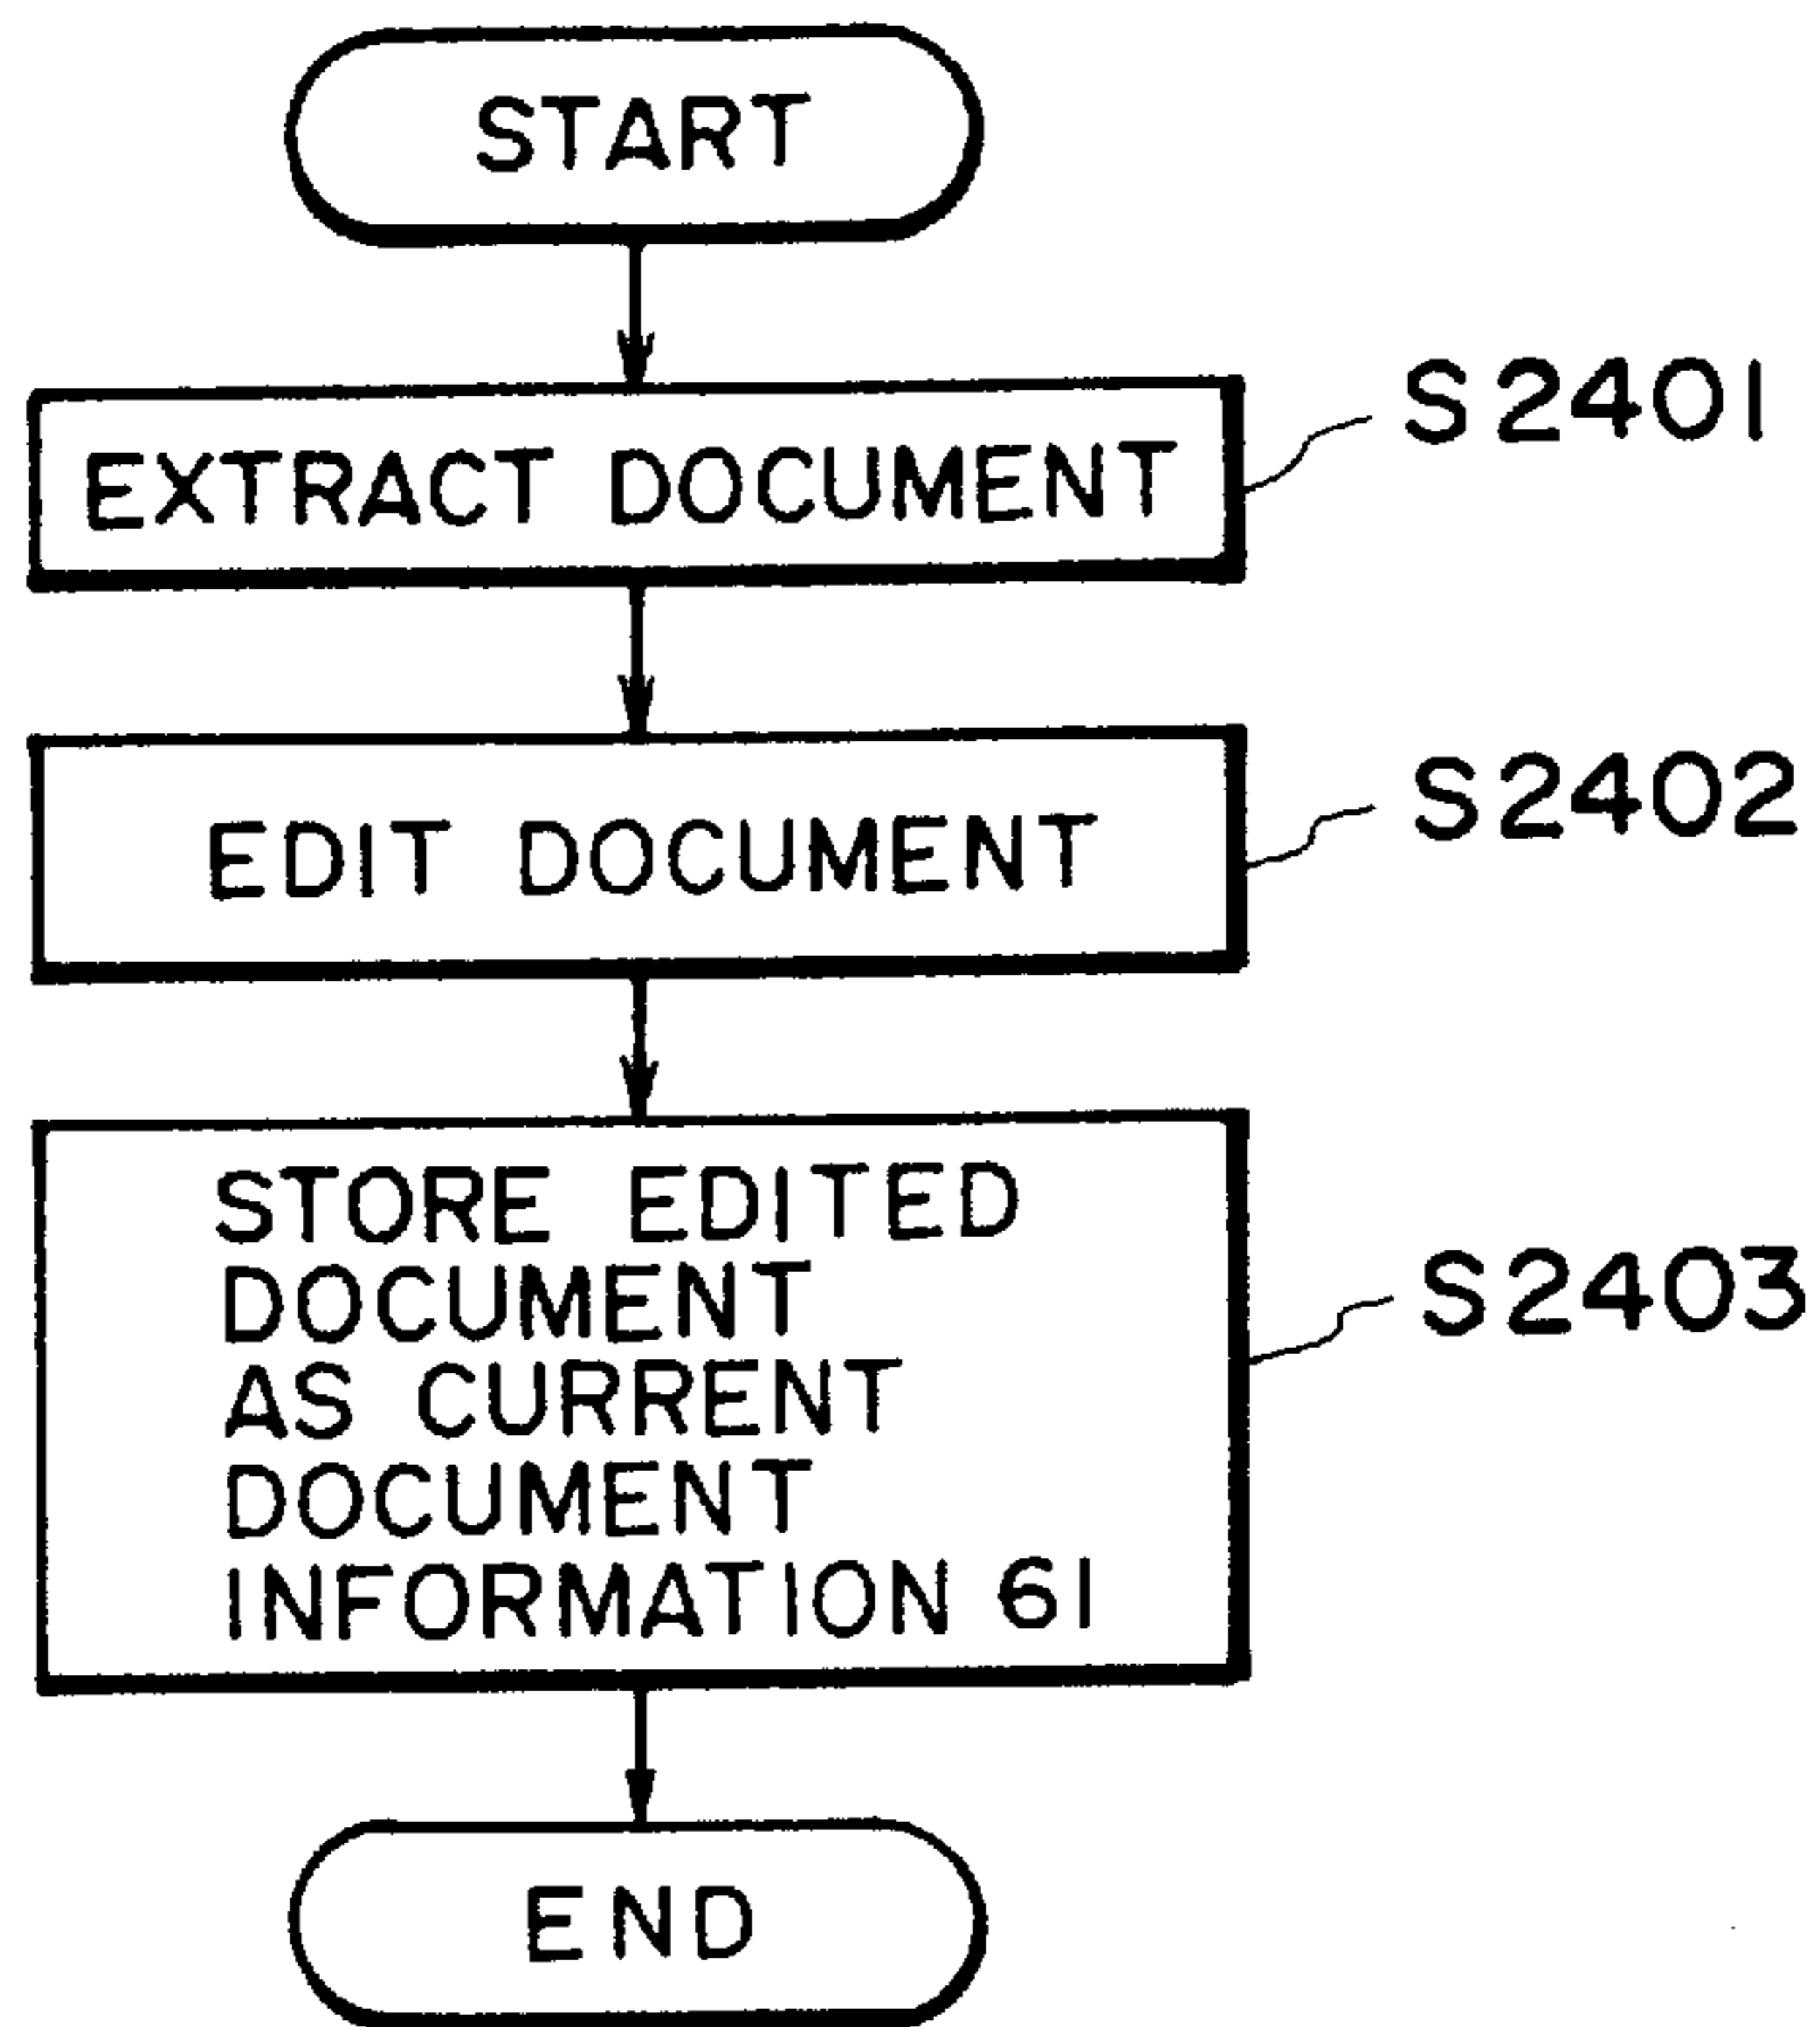 START
EXTRACT DOCUMENT
S2401
EDIT DOCUMENT
S2402
STORE EDITED
DOCUMENT
AS CURRENT
DOCUMENT
INFORMATION 61
S2403
END